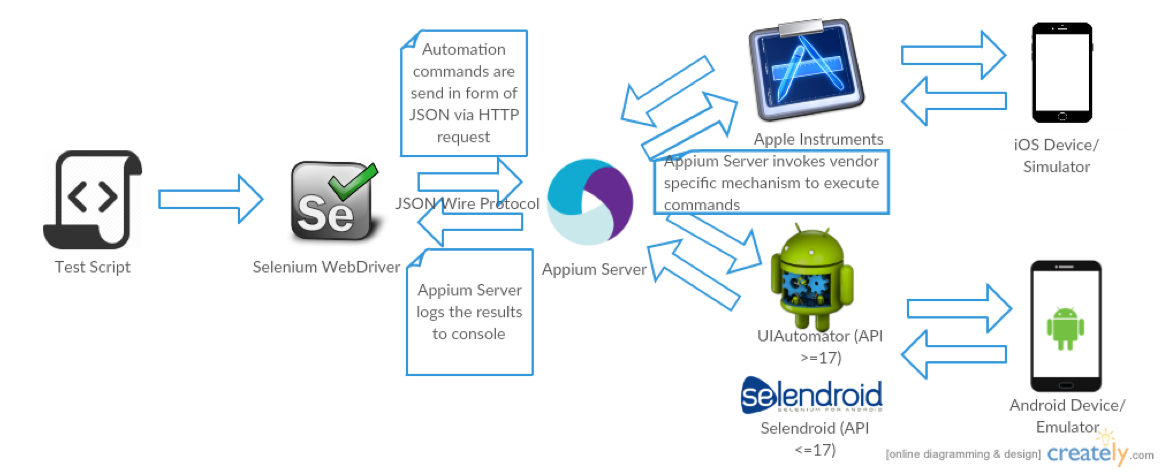 Automation
commands are
send in form of
JSON via HTTP
request
Test Script
Se
Selenium WebDriver
JSON Wire Protocol
Appium Server
logs the results
to console
Appium Server
Apple Instruments
Appium Server invokes vendor
specific mechanism to execute
commands
iOS Device/
Simulator
UIAutomator (API
>=17)
selendroid
SELENIUM FOR ANDROID
Selendroid (API
<=17)
Android Device/
Emulator
[online diagramming & design] creately.com